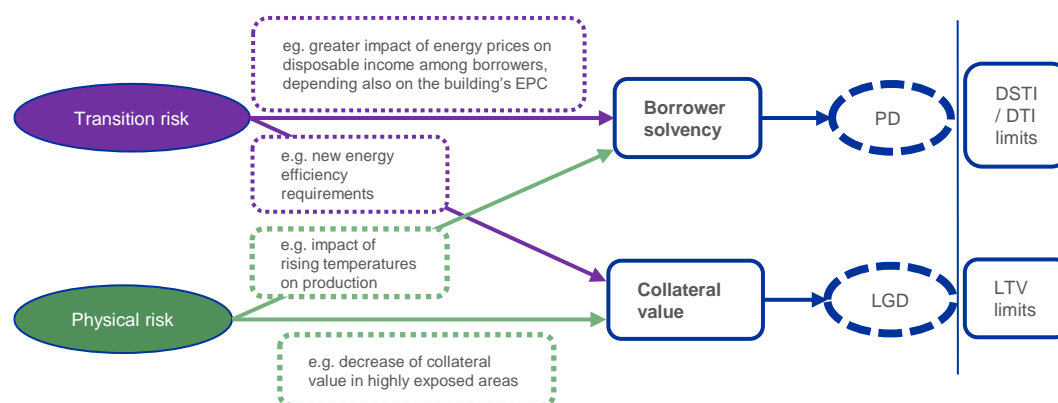 eg. greater impact of energy prices on
disposable income among borrowers,
depending also on the building's EPC
Transition risk
Borrower
solvency
PD
DSTI
/ DTI
limits
e.g. new energy
efficiency
requirements
e.g. impact of
rising temperatures
on production
Physical risk
Collateral
value
LGD
LTV
limits
e.g. decrease of collateral
value in highly exposed areas